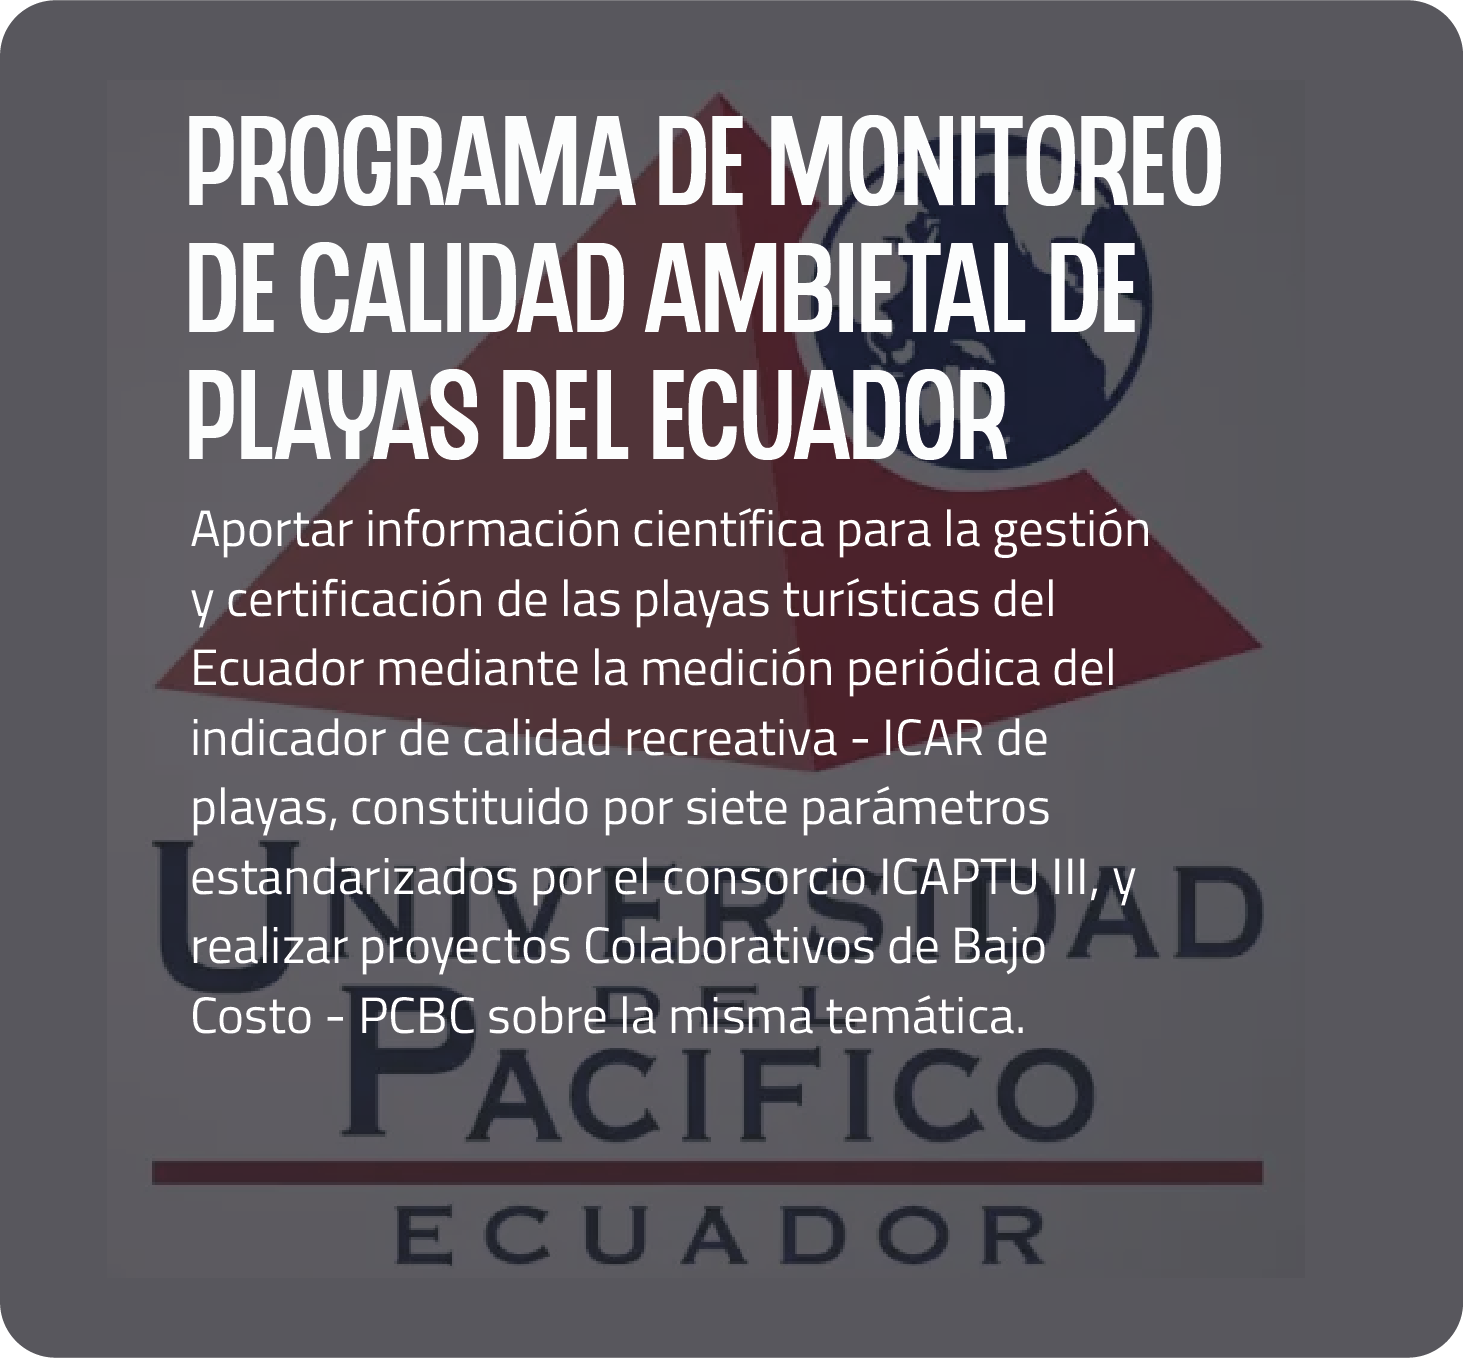 PROGRAMA DE MONITOREO
DE CALIDAD AMBIETAL DE
PLAYAS DEL ECUADOR
Aportar información científica para la gestión
y certificación de las playas turísticas del
Ecuador mediante la medición periódica del
indicador de calidad recreativa - ICAR de
playas, constituido por siete parámetros
estandarizados por el consorcio ICAPTU III, y
realizar proyectos Colaborativos de Bajo
Costo - PCBC sobre la misma temática.
UNIVERSIDAD
DEL
PACIFICO
ECUADOR